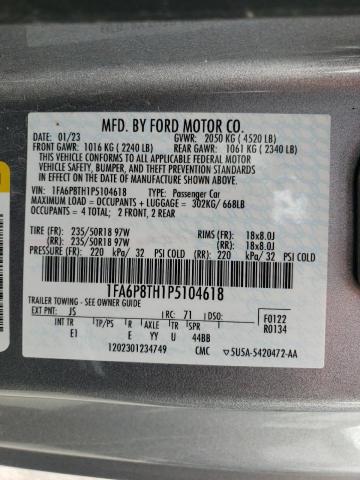 MFD. BY FORD MOTOR CO.
DATE: 01/23 GVWR: 2050 KG ( 4520 LB)
FRONT GAWR: 1016 KG ( 2240 LB) REAR GAWR: 1061 KG ( 2340 LB)
THIS VEHICLE CONFORMS TO ALL APPLICABLE FEDERAL MOTOR
VEHICLE SAFETY, BUMPER, AND THEFT PREVENTION STANDARDS IN
EFFECT ON THE DATE OF MANUFACTURE SHOWN ABOVE.
VIN: 1FA6P8TH1P5104618 TYPE: Passenger Car
MAXIMUM LOAD = OCCUPANTS + LUGGAGE = 302KG/ 668LB
OCCUPANTS = 4 TOTAL; 2 FRONT, 2 REAR
TIRE (F): 235/50R18 97W RIMS (F): 18x8.0J
TIRE (R): 235/50R18 97W (R): 18x8.0J
PRESSURE (F): 220 kPa/ 32 PSI COLD (R): 220 kPa/ 32 PSI COLD
1FA6P8TH1P5104618
TRAILER TOWING - SEE OWNER GUIDE
EXT PNT: JS RC: 71 DSO: F0122
INT TR TP/PS R AXLE TR SPR R0134
E1 E YY U 44BB
1202301234749 CMC 5U5A-5420472-AA